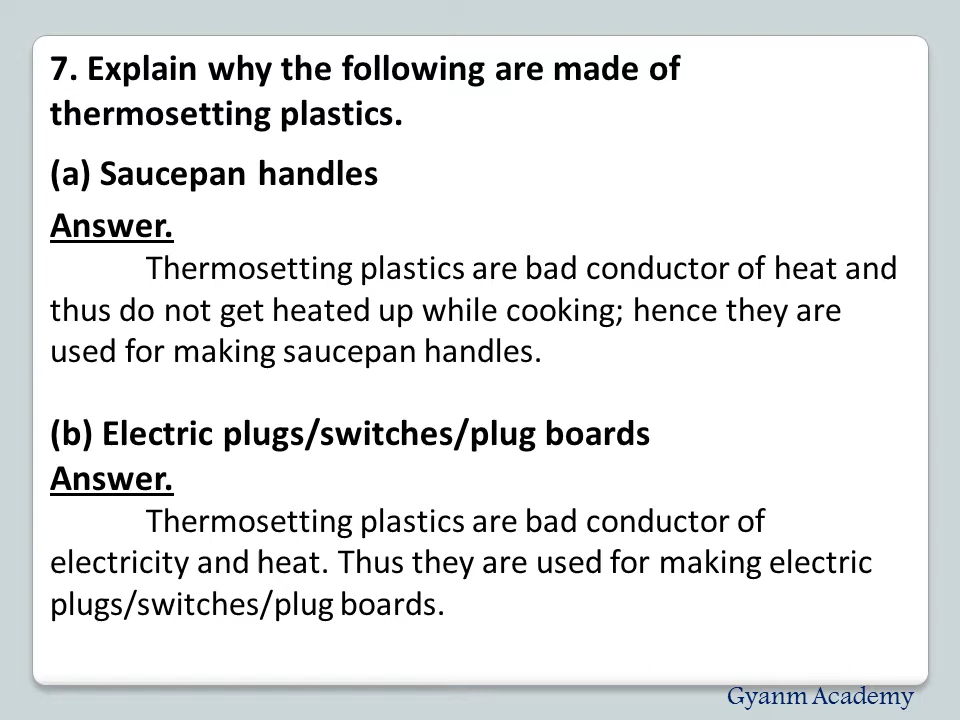 7. Explain why the following are made of
thermosetting plastics.
(a) Saucepan handles
Answer.
Thermosetting plastics are bad conductor of heat and
thus do not get heated up while cooking; hence they are
used for making saucepan handles.
(b) Electric plugs/switches/plug boards
Answer.
Thermosetting plastics are bad conductor of
electricity and heat. Thus they are used for making electric
plugs/switches/plug boards.
Gyanm Academy